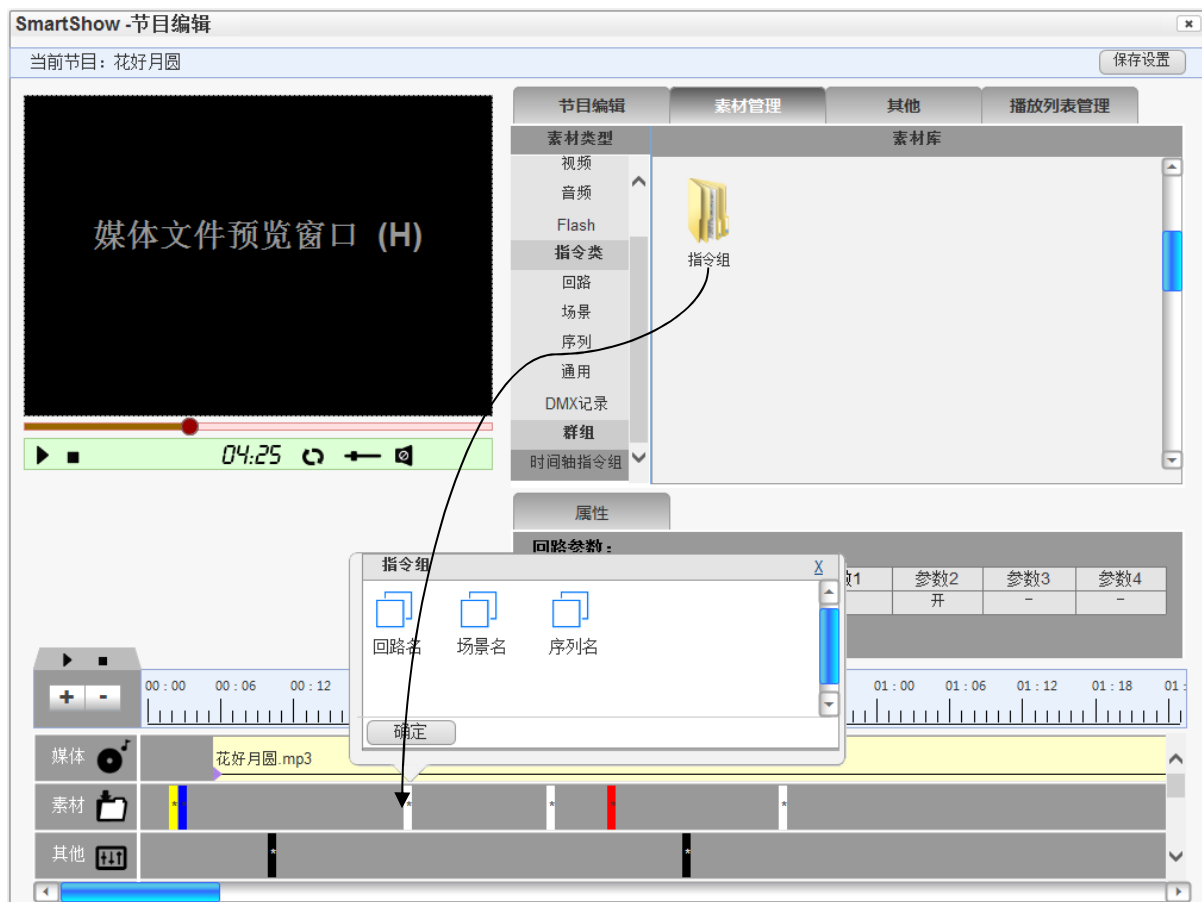 SmartShow -节目编辑
x
当前节目：花好月圆
保存设置
媒体文件预览窗口 (H)
04:25
节目编辑
素材管理
其他
播放列表管理
素材类型
素材库
视频
音频
Flash
指令类
回路
场景
序列
通用
DMX记录
群组
时间轴指令组
指令组
属性
回路参数：
数1 参数2 参数3 参数4
开 - -
指令组
X
回路名 场景名 序列名
确定
+ -
00 : 00 00 : 06 00 : 12 01 : 00 01 : 06 01 : 12 01 : 18 01 :
媒体
花好月圆.mp3
素材
* * * * * *
其他
* *